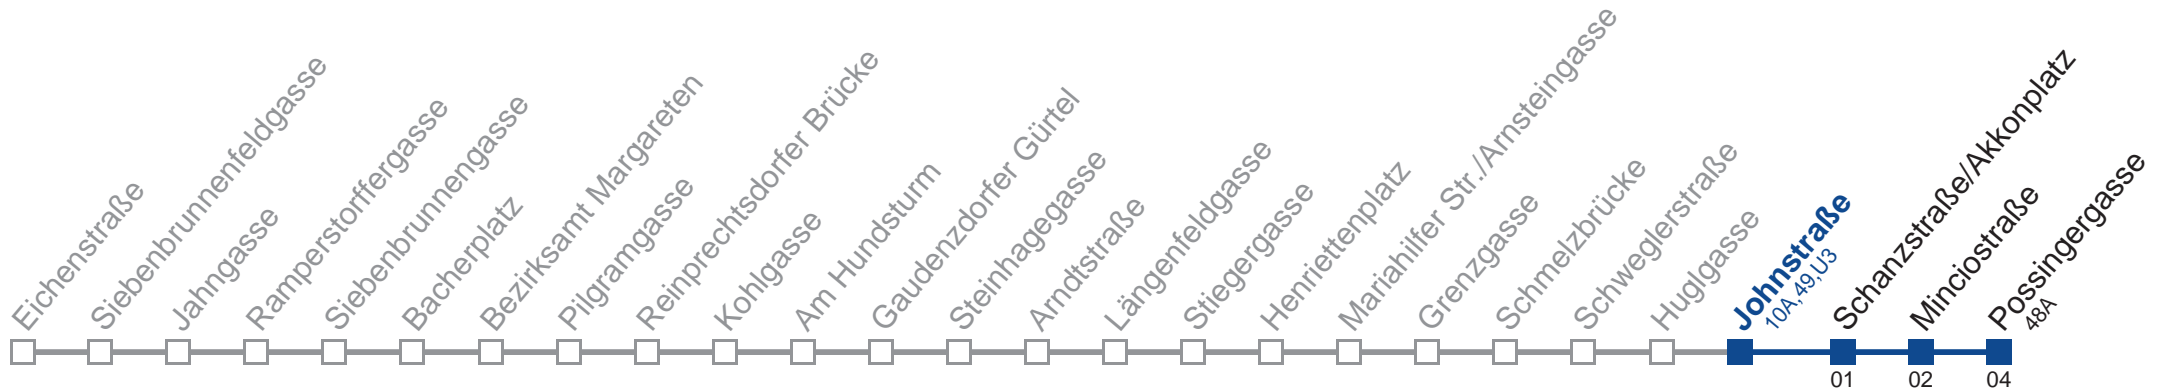 Eichenstraße
Siebenbrunnenfeldgasse
Jahngasse
Ramperstoffergasse
Siebenbrunnengasse
Bacherplatz
Bezirksamt Margareten
Pilgramgasse
Reinprechtsdorfer Brücke
Kohlgasse
Am Hundsturm
Gaudenzdorfer Gürtel
Steinhagegasse
Arndtstraße
Längenfeldgasse
Stiegergasse
Henriettenplatz
Mariahilfer Str./Arnsteingasse
Grenzgasse
Schmelzbrücke
Schweglerstraße
Huglgasse
Johnstraße
10A, 49, U3
Schanzstraße/Akkonplatz
Minciostraße
Possingergasse
48A
01
02
04